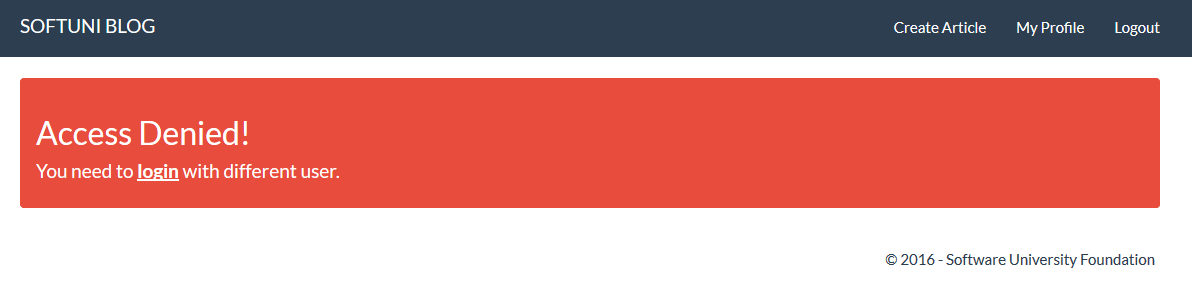 SOFTUNI BLOG Create Article My Profile Logout
Access Denied!
You need to login with different user.
© 2016 - Software University Foundation